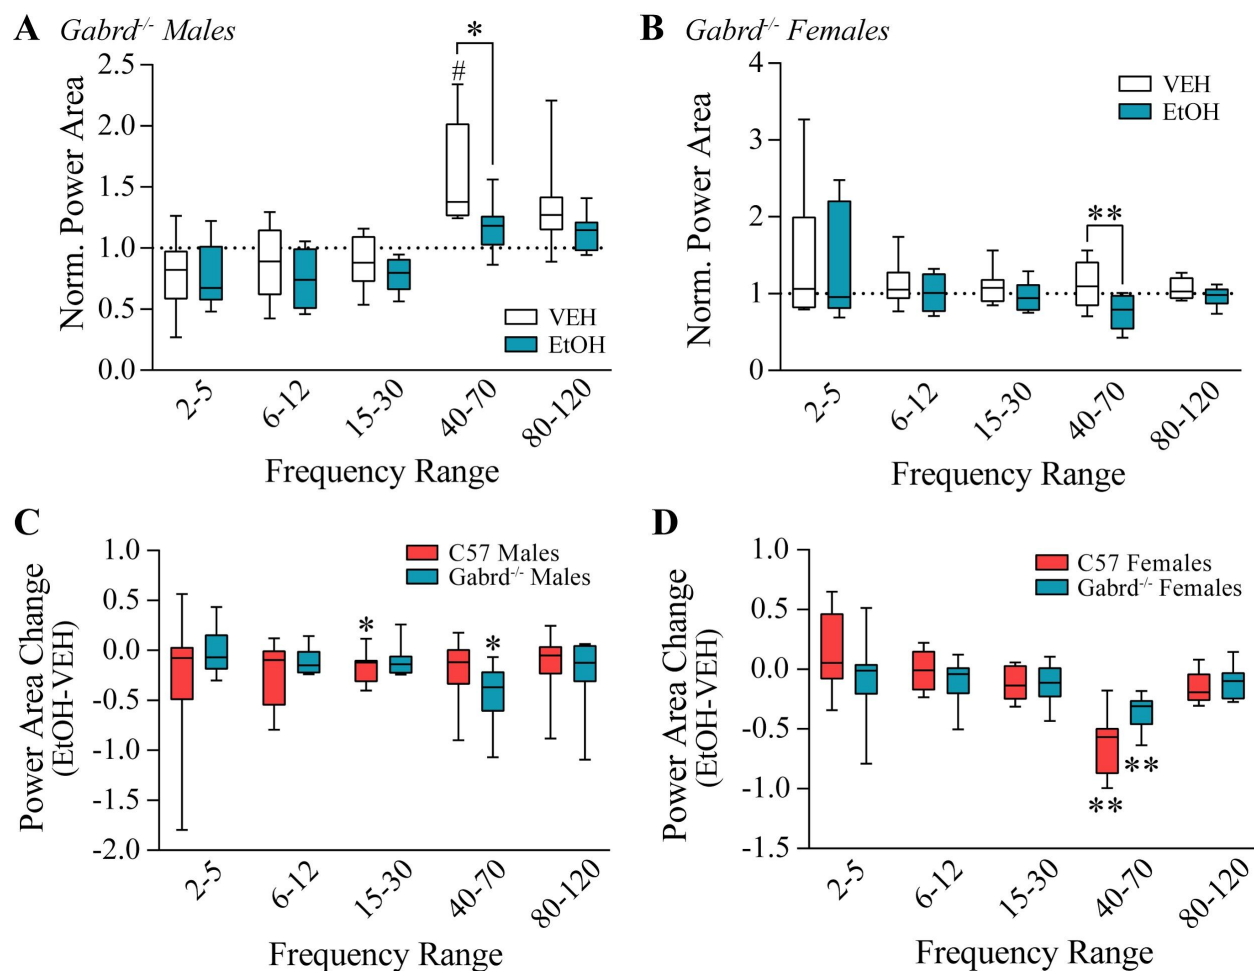 A Gabrd-/- Males
Norm. Power Area
2.5
2.0
1.5
1.0
0.5
0.0
#
*
VEH
EtOH
2-5
6-12
15-30
40-70
80-120
Frequency Range
B Gabrd-/- Females
Norm. Power Area
4
3
2
1
0
VEH
EtOH
**
2-5
6-12
15-30
40-70
80-120
Frequency Range
C
Power Area Change
(EtOH-VEH)
1.0
0.5
0.0
-0.5
-1.0
-1.5
-2.0
C57 Males
Gabrd-/- Males
*
*
2-5
6-12
15-30
40-70
80-120
Frequency Range
D
Power Area Change
(EtOH-VEH)
1.0
0.5
0.0
-0.5
-1.0
-1.5
C57 Females
Gabrd-/- Females
**
**
2-5
6-12
15-30
40-70
80-120
Frequency Range